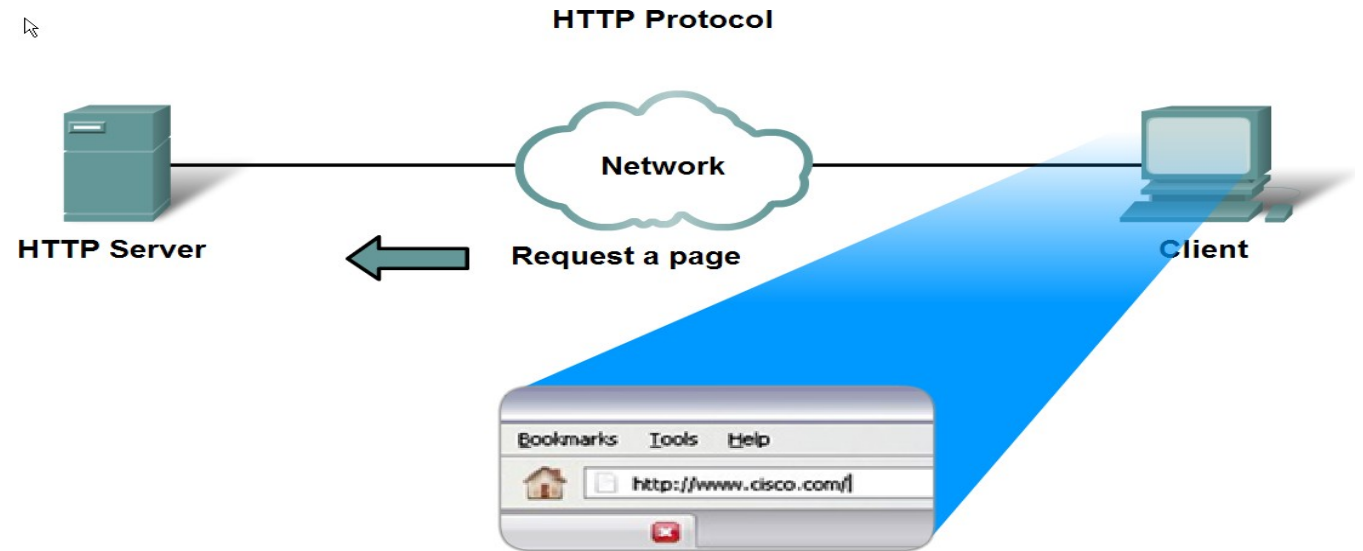 HTTP Protocol
Network
HTTP Server
Request a page
Client
Bookmarks Tools Help
http://www.cisco.com/